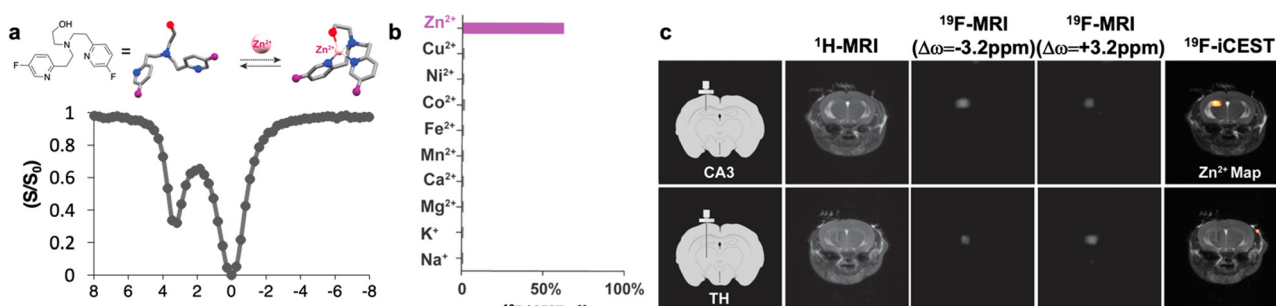 a
OH
N
N
N
F
F
=
Zn²⁺
Zn²⁺
(S/S₀)
1
0.8
0.6
0.4
0.2
0
8 6 4 2 0 -2 -4 -6 -8
b
Zn²⁺
Cu²⁺
Ni²⁺
Co²⁺
Fe²⁺
Mn²⁺
Ca²⁺
Mg²⁺
K⁺
Na⁺
0 50% 100%
c
¹H-MRI
¹⁹F-MRI
(Δω=-3.2ppm)
¹⁹F-MRI
(Δω=+3.2ppm)
¹⁹F-iCEST
CA3
Zn²⁺ Map
TH